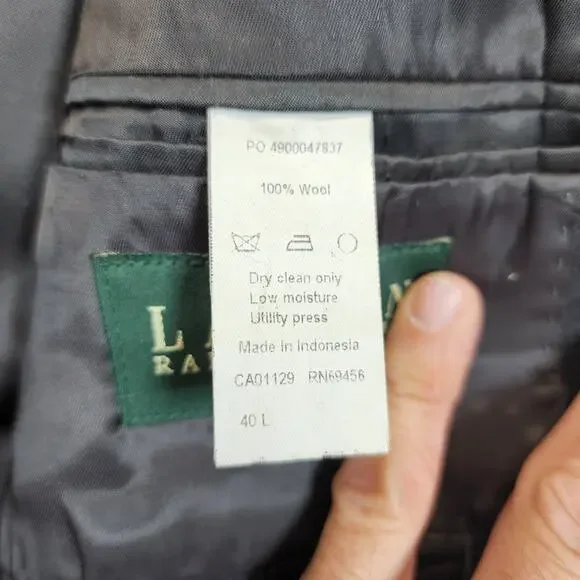 PO 4900047837
100% Wool
Dry clean only
Low moisture
Utility press
Made in Indonesia
CA01129 RN69456
40 L